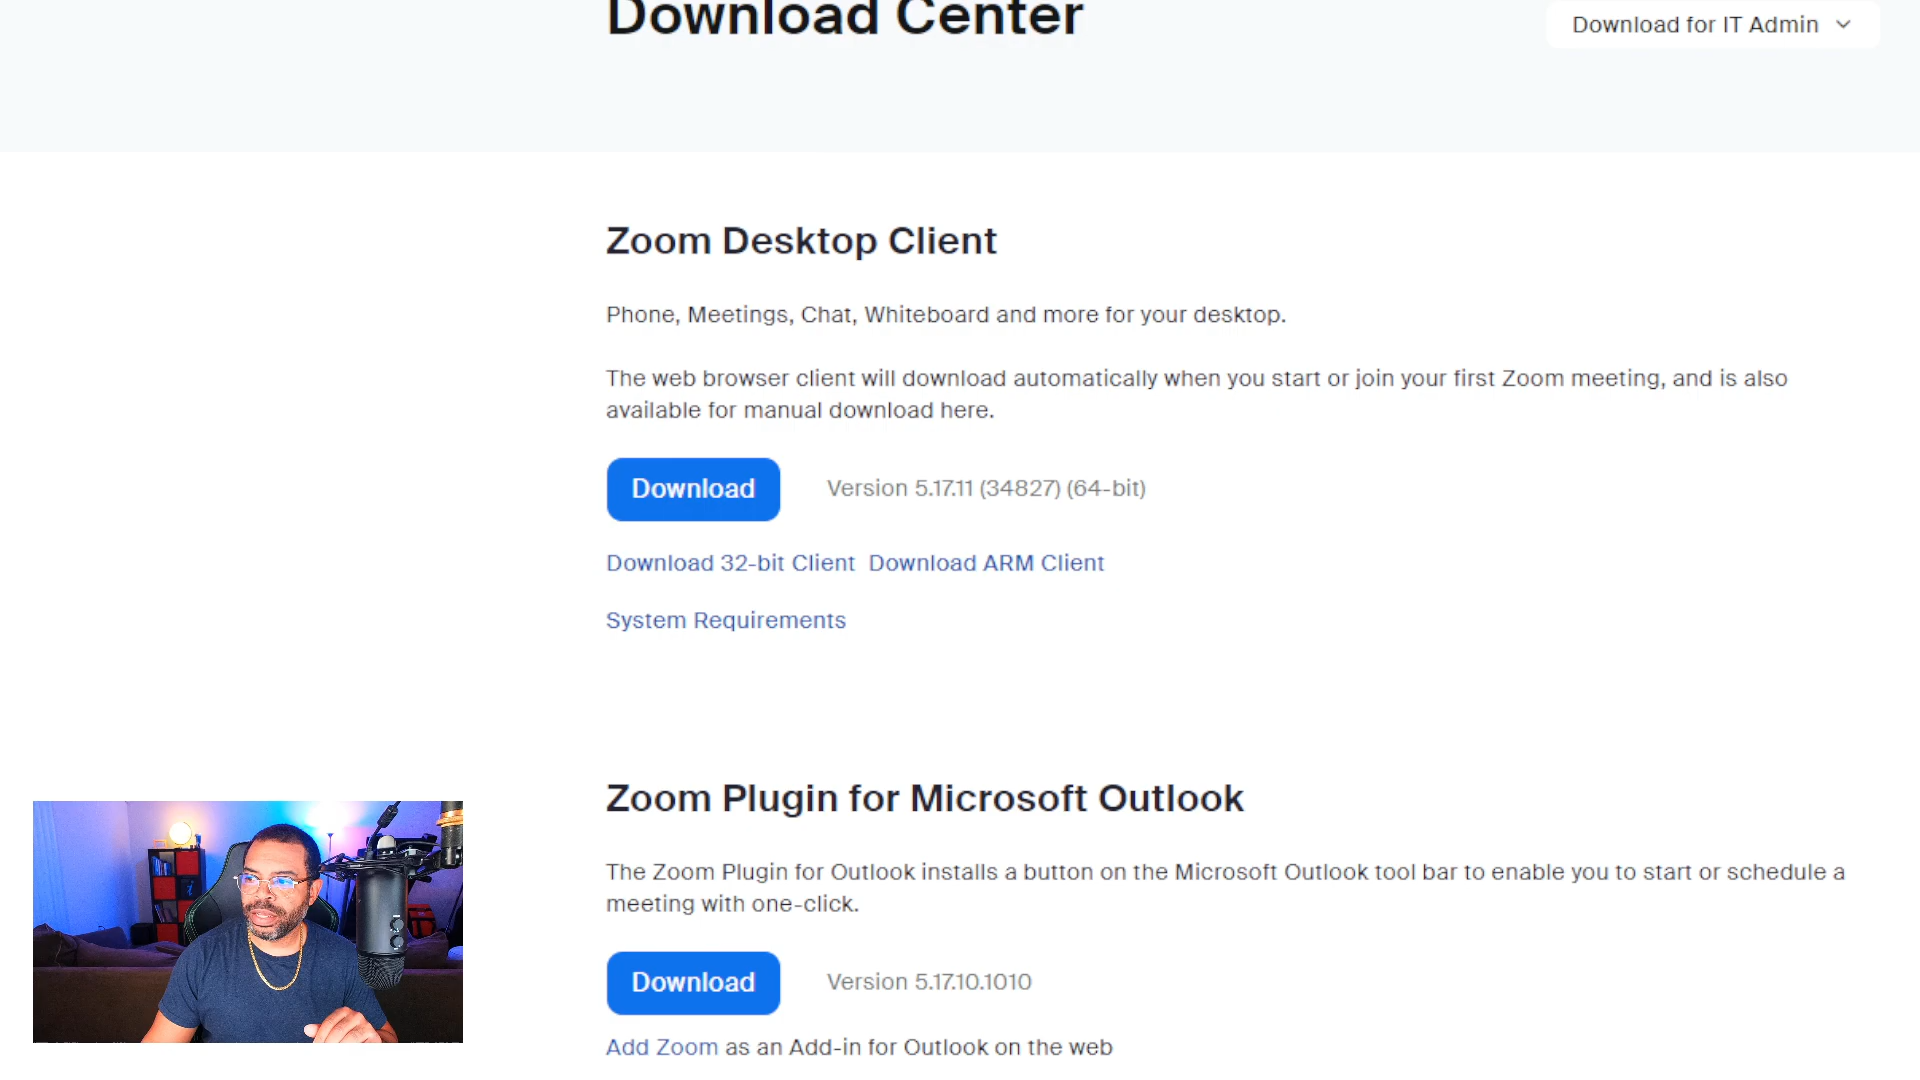 Download Center
Download for IT Admin
Zoom Desktop Client
Phone, Meetings, Chat, Whiteboard and more for your desktop.
The web browser client will download automatically when you start or join your first Zoom meeting, and is also
available for manual download here.
Download Version 5.17.11 (34827) (64-bit)
Download 32-bit Client Download ARM Client
System Requirements
Zoom Plugin for Microsoft Outlook
The Zoom Plugin for Outlook installs a button on the Microsoft Outlook tool bar to enable you to start or schedule a
meeting with one-click.
Download Version 5.17.10.1010
Add Zoom as an Add-in for Outlook on the web